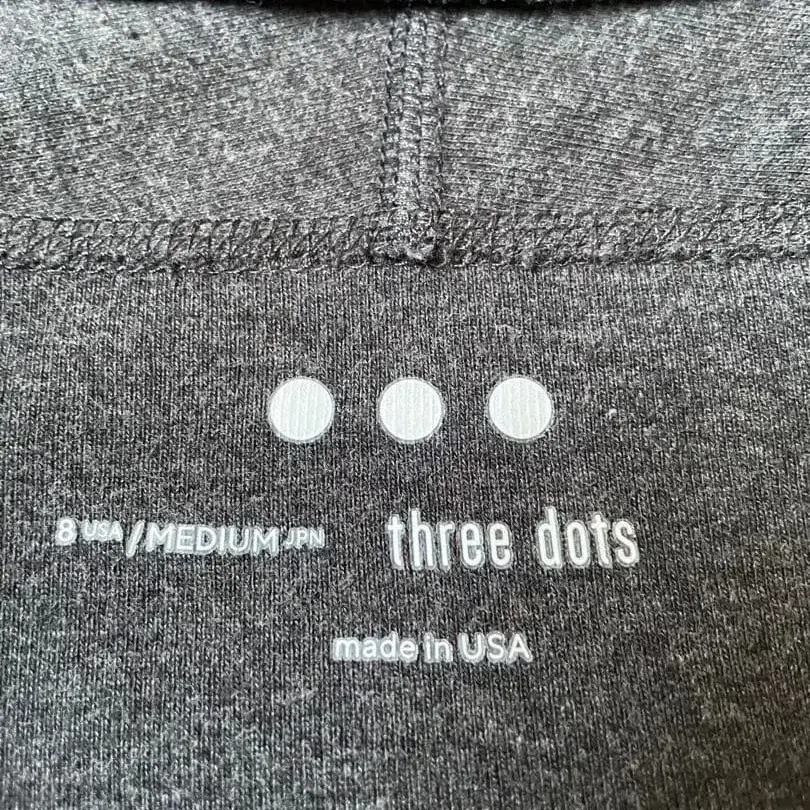 8 USA/MEDIUM JPN three dots
made in USA